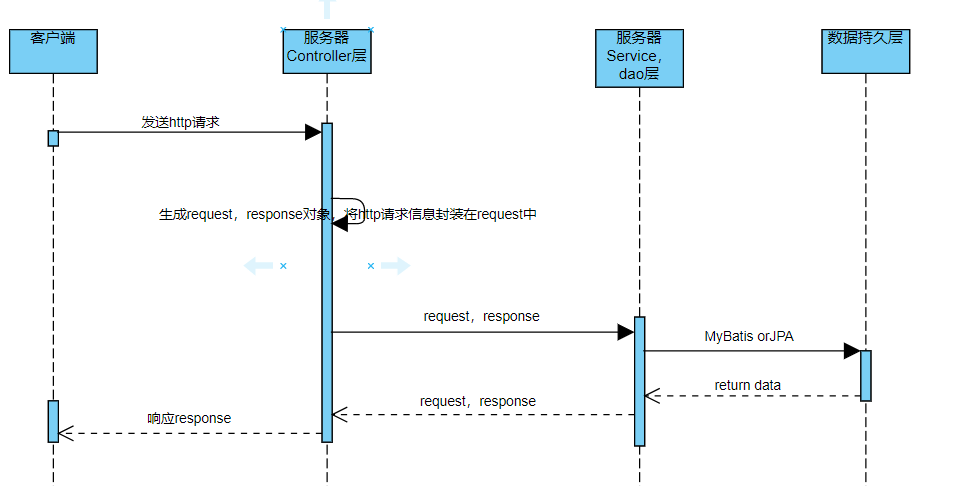 客户端
服务器
Controller层
服务器
Service,
dao层
数据持久层
发送http请求
生成request，response对象，将http请求信息封装在request中
request，response
MyBatis orJPA
return data
request，response
响应response